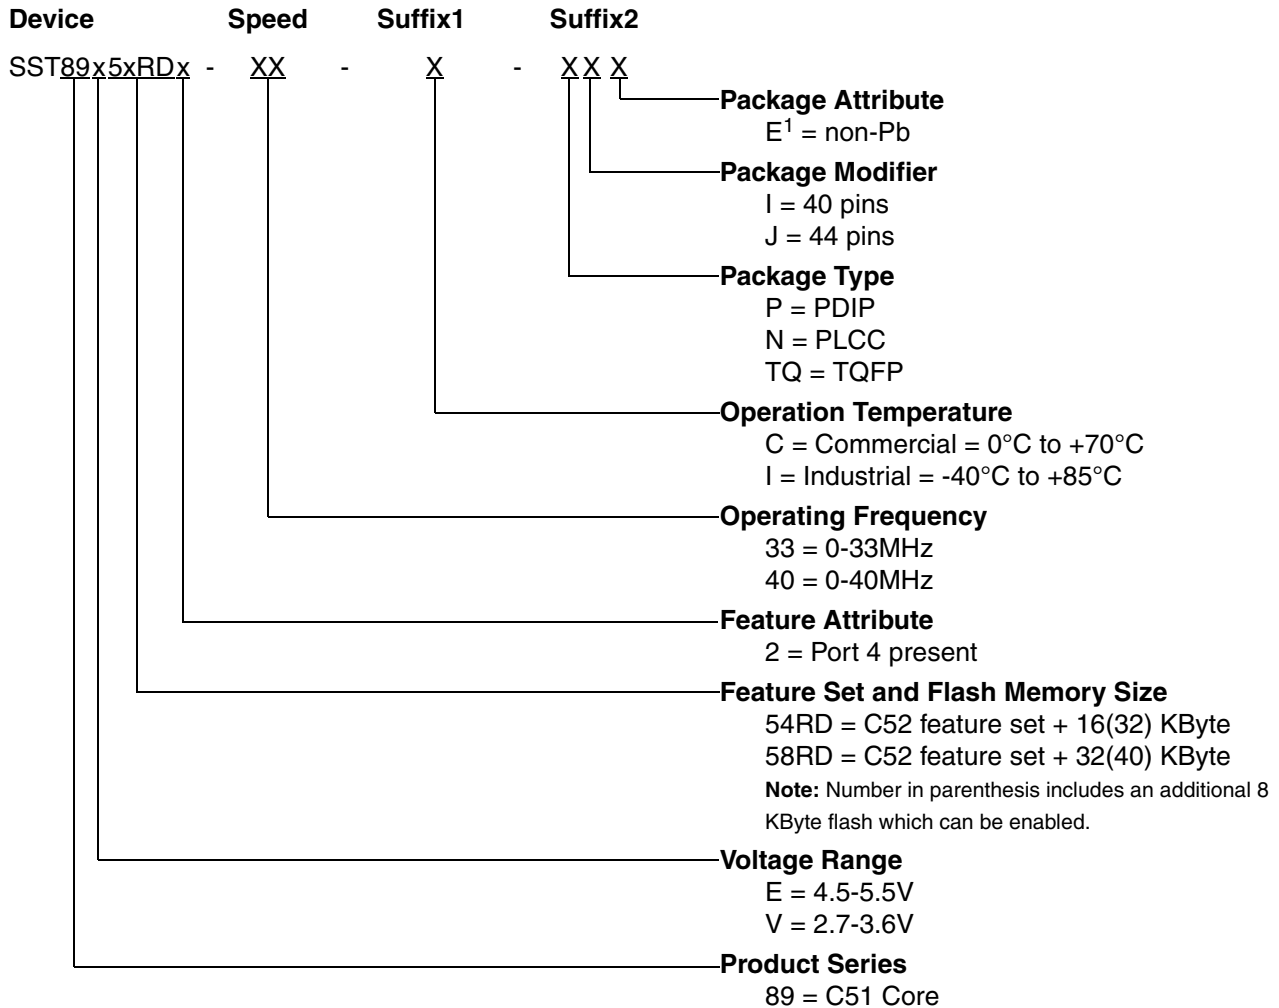 Device Speed Suffix1 Suffix2
SST89x5xRDx - XX - X - XX X
Package Attribute
E1 = non-Pb
Package Modifier
I = 40 pins
J = 44 pins
Package Type
P = PDIP
N = PLCC
TQ = TQFP
Operation Temperature
C = Commercial = 0°C to +70°C
I = Industrial = -40°C to +85°C
Operating Frequency
33 = 0-33MHz
40 = 0-40MHz
Feature Attribute
2 = Port 4 present
Feature Set and Flash Memory Size
54RD = C52 feature set + 16(32) KByte
58RD = C52 feature set + 32(40) KByte
Note: Number in parenthesis includes an additional 8
KByte flash which can be enabled.
Voltage Range
E = 4.5-5.5V
V = 2.7-3.6V
Product Series
89 = C51 Core